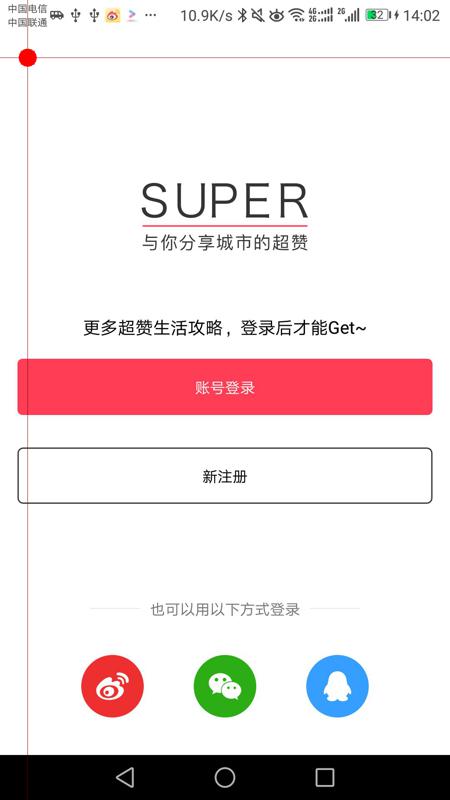 中国电信
中国联通
10.9K/s 4G 2G 2G 2G 32 14:02
SUPER
与你分享城市的超赞
更多超赞生活攻略，登录后才能Get~
账号登录
新注册
也可以用以下方式登录